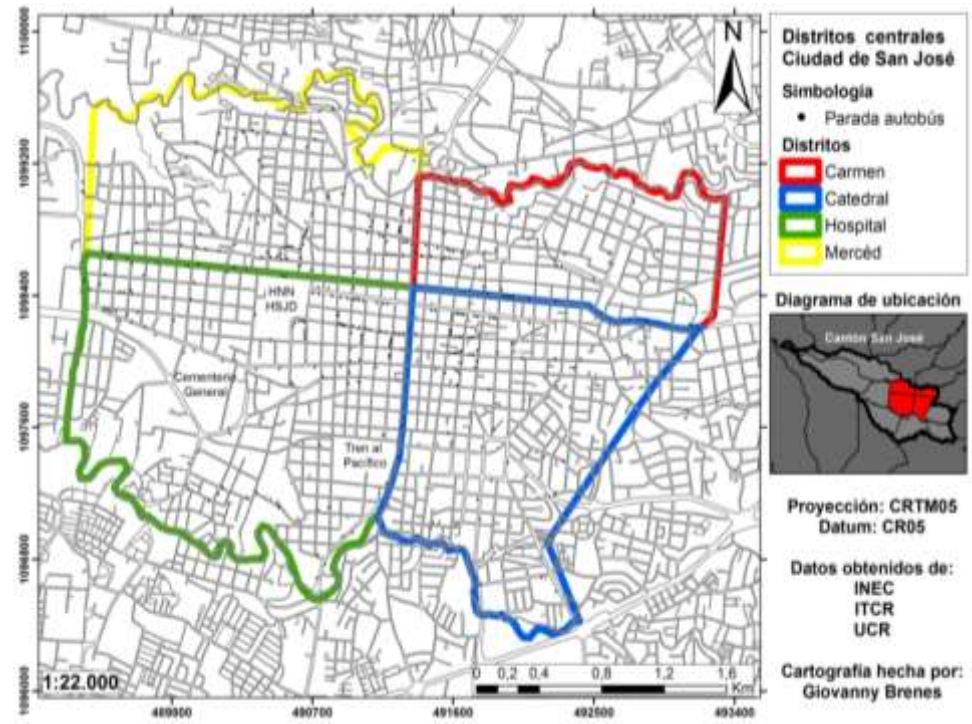 N
HNN
HSJD
Cementerio
General
Tren al
Pacífico
1:22.000
0 0,2 0,4 0,8 1,2 1,6
Km
1100000
1099200
1098400
1096800
1096000
490700
491600
492500
493400
Distritos centrales
Ciudad de San José
Simbología
Parada autobús
Distritos
Carmen
Catedral
Hospital
Mercéd
Diagrama de ubicación
Cantón San José
Proyección: CRTM05
Datum: CR05
Datos obtenidos de:
INEC
ITCR
UCR
Cartografía hecha por:
Giovanny Brenes